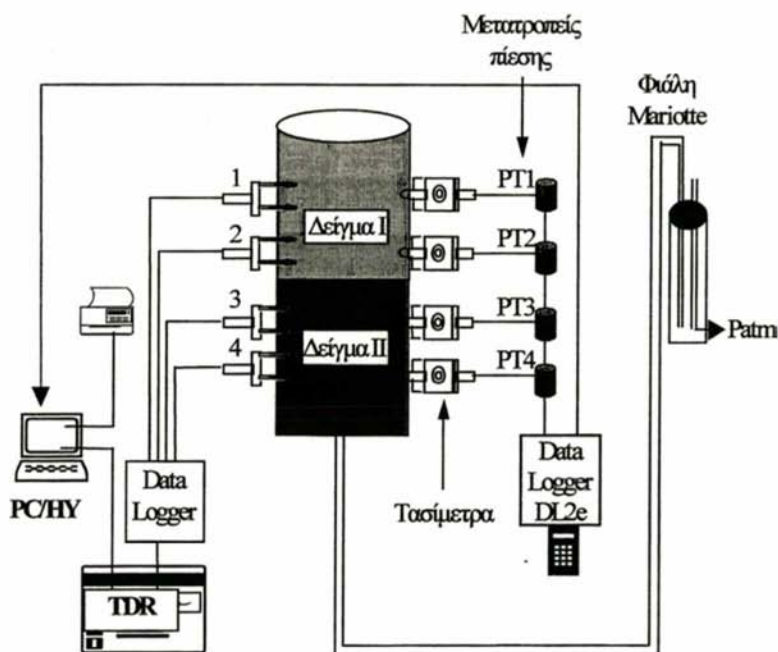 Μετατροπείς
πίεσης
Φιάλη
Mariotte
1
PT1
Δείγμα I
2
PT2
3
PT3
Δείγμα II
4
PT4
Patm
PC/HY
Data
Logger
Τασίμετρα
Data
Logger
DL2e
TDR